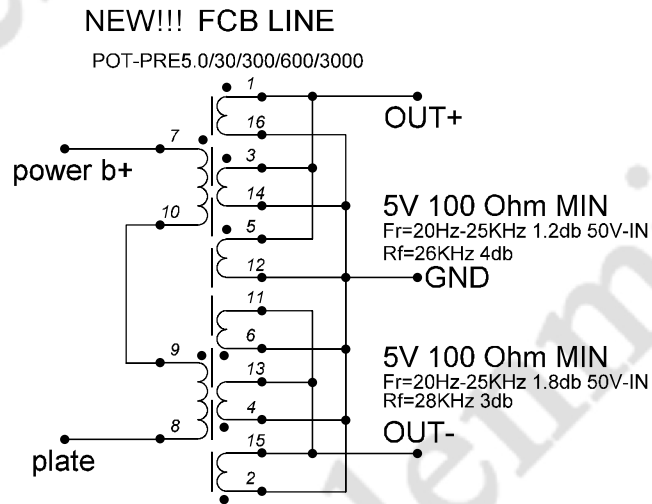 NEW!!! FCB LINE
POT-PRE5.0/30/300/600/3000
1
OUT+
16
7
3
power b+
14
10
5
5V 100 Ohm MIN
Fr=20Hz-25KHz 1.2db 50V-IN
Rf=26KHz 4db
12
GND
11
6
9
13
5V 100 Ohm MIN
Fr=20Hz-25KHz 1.8db 50V-IN
Rf=28KHz 3db
4
8
15
OUT-
plate
2